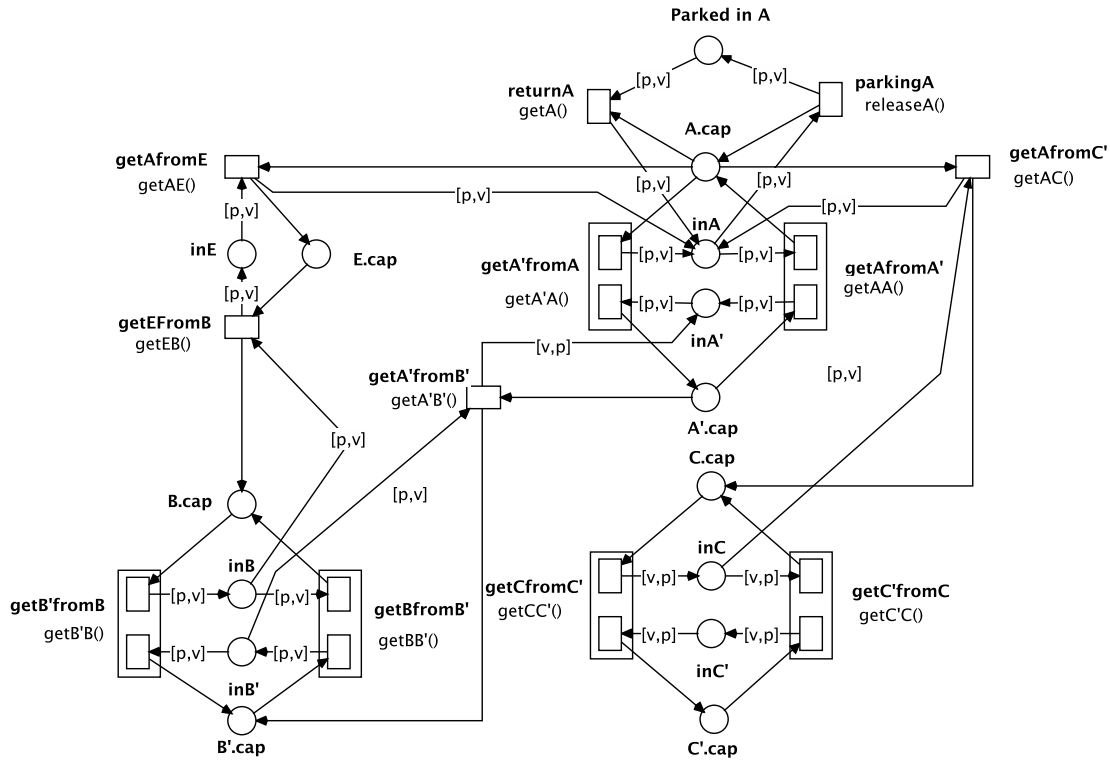 Parked in A
[p,v]
[p,v]
returnA
getA()
parkingA
releaseA()
A.cap
getAfromE
getAE()
getAfromC'
getAC()
[p,v]
[p,v]
[p,v]
[p,v]
[p,v]
inA
inE
E.cap
getA'fromA
[p,v]
[p,v]
getAfromA'
getAA()
getA'A()
[p,v]
[p,v]
[p,v]
getEFromB
getEB()
inA'
[v,p]
getA'fromB'
getA'B'()
[p,v]
A'.cap
[p,v]
C.cap
[p,v]
B.cap
inB
inC
getB'fromB
getB'B()
[p,v]
[p,v]
getBfromB'
getBB'()
getCfromC'
getCC'()
[v,p]
[v,p]
getC'fromC
getC'C()
[p,v]
[p,v]
[v,p]
[v,p]
inB'
inC'
B'.cap
C'.cap